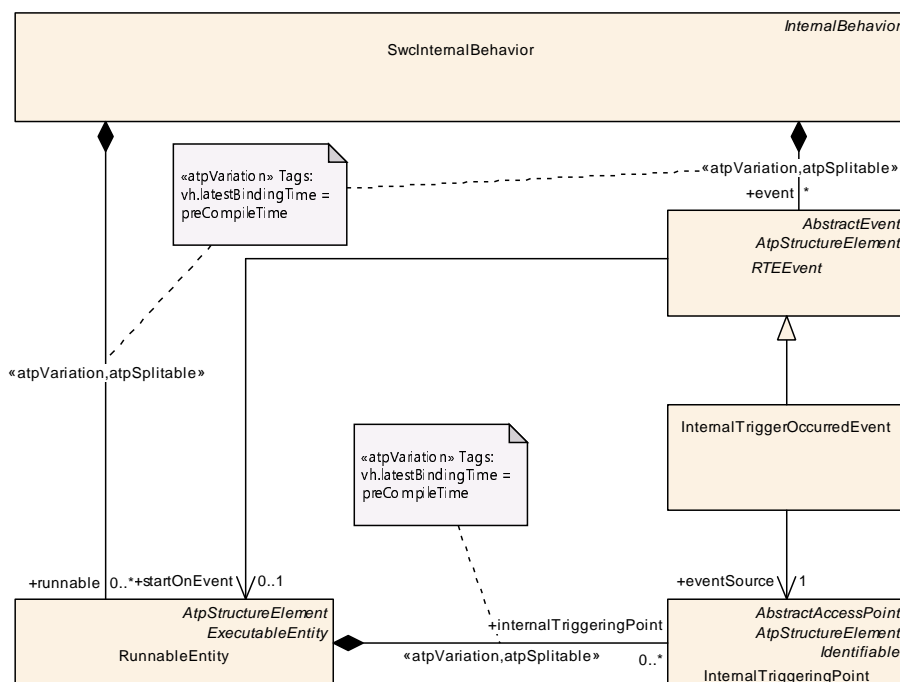 InternalBehavior
SwcInternalBehavior
«atpVariation» Tags:
vh.latestBindingTime =
preCompileTime
«atpVariation,atpSplitable»
+event *
AbstractEvent
AtpStructureElement
RTEEvent
«atpVariation,atpSplitable»
InternalTriggerOccurredEvent
«atpVariation» Tags:
vh.latestBindingTime =
preCompileTime
+runnable 0..* +startOnEvent 0..1
+eventSource 1
AtpStructureElement
ExecutableEntity
RunnableEntity
+internalTriggeringPoint
«atpVariation,atpSplitable» 0..*
AbstractAccessPoint
AtpStructureElement
Identifiable
InternalTriggeringPoint